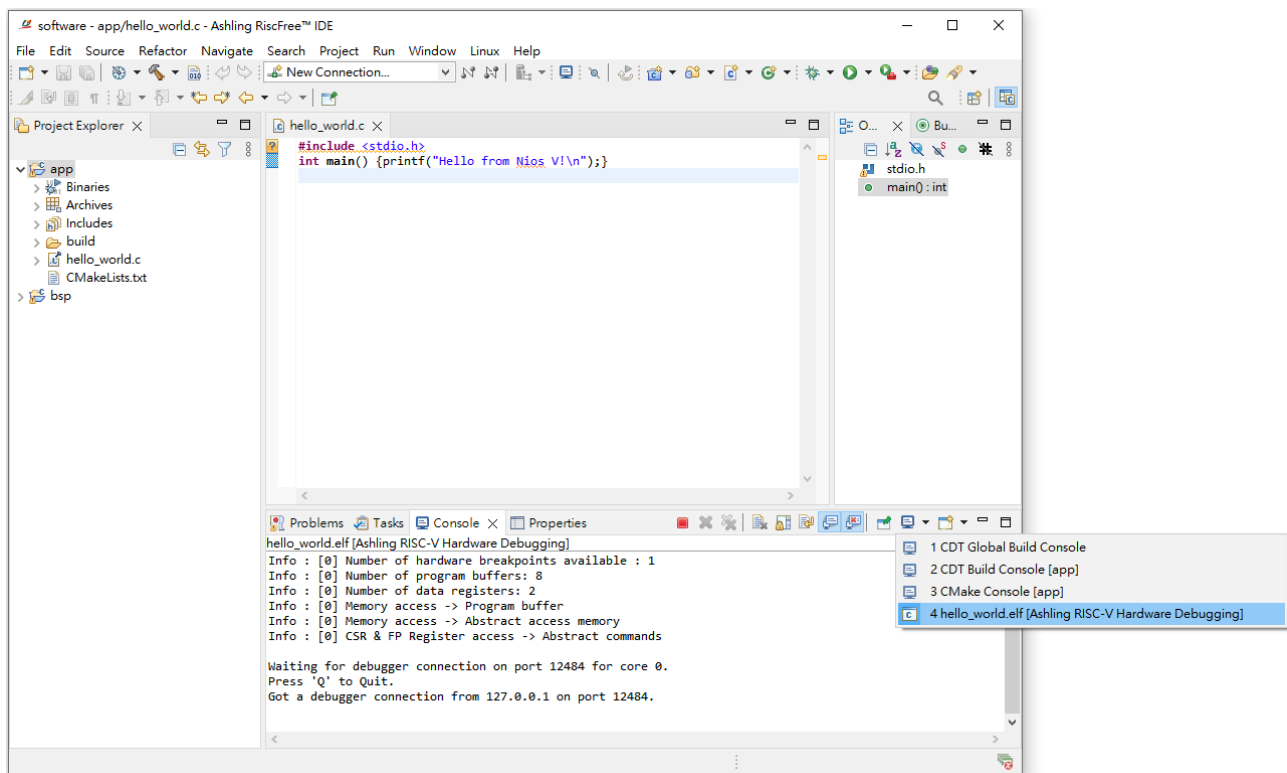 software - app/hello_world.c - Ashling RiscFree™ IDE
File Edit Source Refactor Navigate Search Project Run Window Linux Help
New Connection...
Project Explorer
hello_world.c
O...
Bu...
app
Binaries
Archives
Includes
build
hello_world.c
CMakeLists.txt
bsp
#include <stdio.h>
int main() {printf("Hello from Nios V!\n");}
stdio.h
main() : int
Problems Tasks Console Properties
hello_world.elf [Ashling RISC-V Hardware Debugging]
Info : [0] Number of hardware breakpoints available : 1
Info : [0] Number of program buffers: 8
Info : [0] Number of data registers: 2
Info : [0] Memory access -> Program buffer
Info : [0] Memory access -> Abstract access memory
Info : [0] CSR & FP Register access -> Abstract commands
Waiting for debugger connection on port 12484 for core 0.
Press 'Q' to Quit.
Got a debugger connection from 127.0.0.1 on port 12484.
1 CDT Global Build Console
2 CDT Build Console [app]
3 CMake Console [app]
4 hello_world.elf [Ashling RISC-V Hardware Debugging]